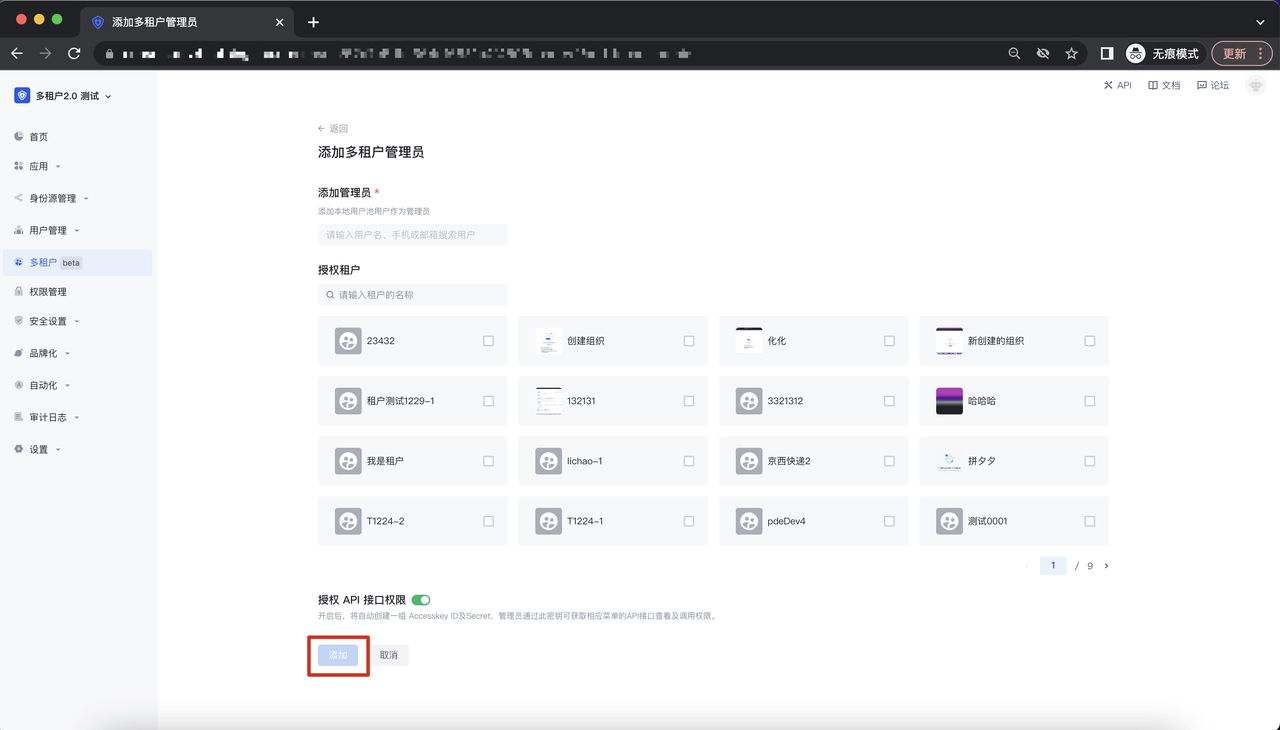 添加多租户管理员
无痕模式
更新
多租户2.0 测试
API
文档
论坛
首页
应用
身份源管理
用户管理
多租户 beta
权限管理
安全设置
品牌化
自动化
审计日志
设置
返回
添加多租户管理员
添加管理员 *
添加本地用户池用户作为管理员
请输入用户名、手机或邮箱搜索用户
授权租户
请输入租户的名称
23432
创建组织
化化
新创建的组织
租户测试1229-1
132131
3321312
哈哈哈
我是租户
lichao-1
京西快递2
拼夕夕
T1224-2
T1224-1
pdeDev4
测试0001
1 / 9
授权 API 接口权限
开启后，将自动创建一组 Accesskey ID及Secret，管理员通过此密钥可获取相应菜单的API接口查看及调用权限。
添加
取消